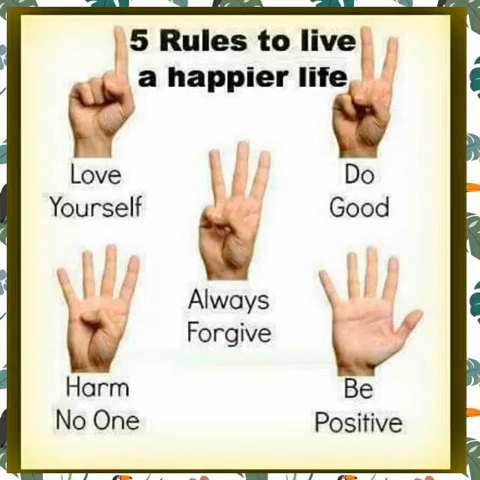 5 Rules to live
a happier life
Love
Yourself
Do
Good
Always
Forgive
Harm
No One
Be
Positive